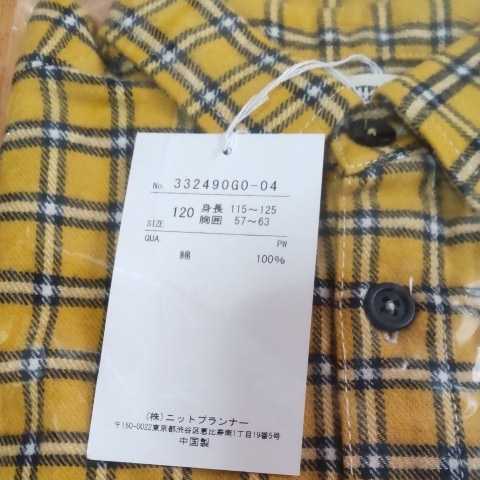 No. 332490G0-04
SIZE 120 身長 115～125
胸囲 57～63
QUA PW
綿 100%
(株)ニットプランナー
〒150-0022東京都渋谷区恵比寿南1丁目19番5号
中国製